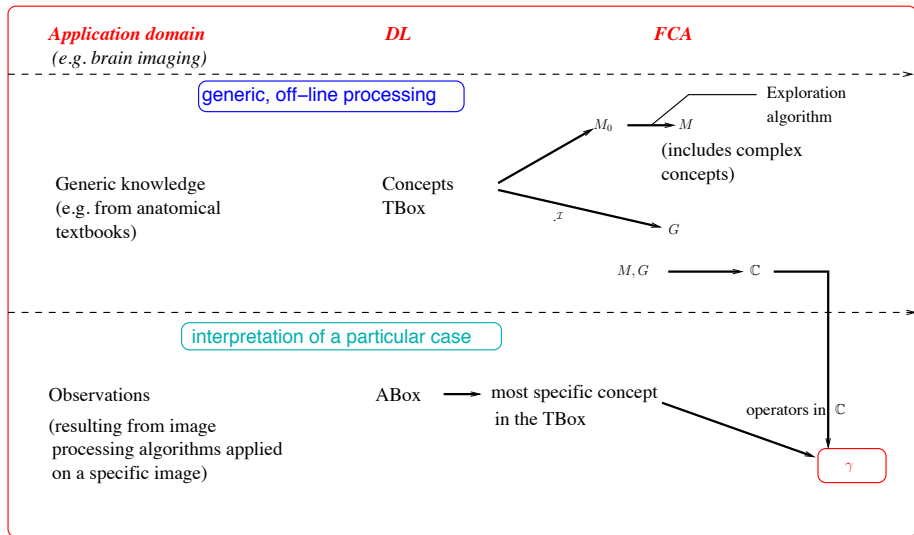 Application domain DL FCA
(e.g. brain imaging)
generic, off−line processing
Exploration
algorithm
M₀ M
(includes complex
concepts)
Generic knowledge Concepts
(e.g. from anatomical TBox
textbooks)
𝓘
G
M, G ℂ
interpretation of a particular case
Observations ABox most specific concept
in the TBox
operators in ℂ
(resulting from image
processing algorithms applied
on a specific image)
γ